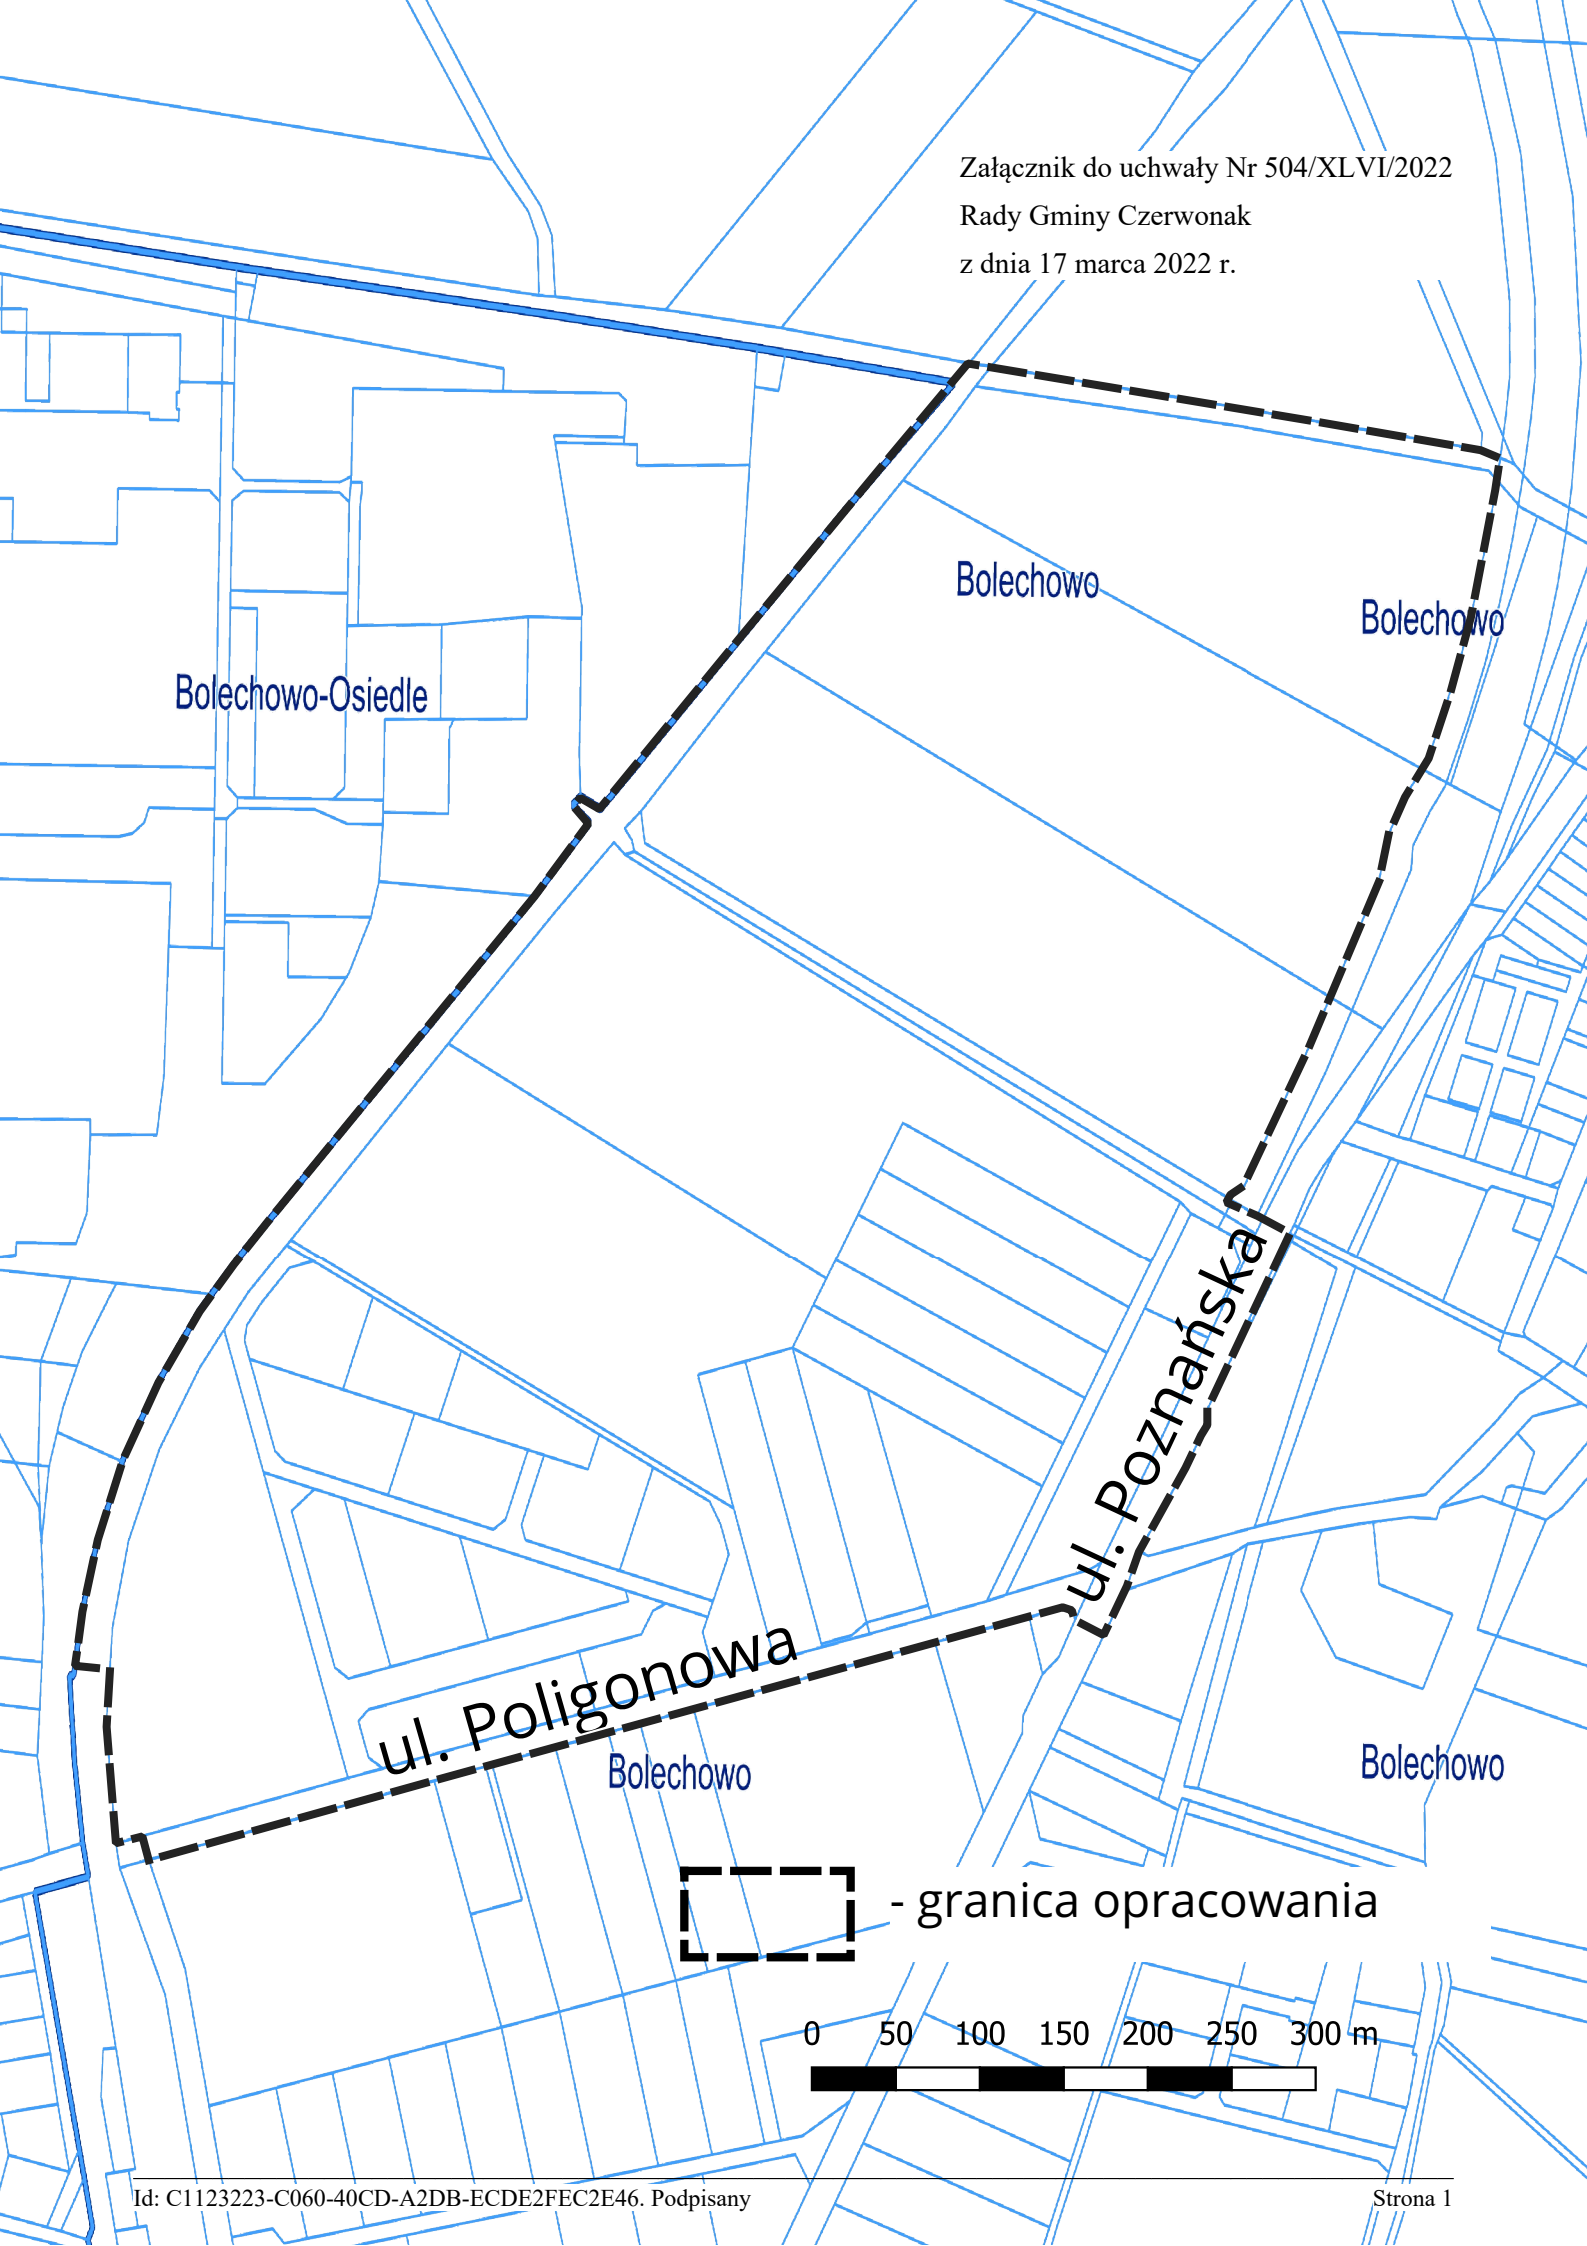 Załącznik do uchwały Nr 504/XLVI/2022
Rady Gminy Czerwonak
z dnia 17 marca 2022 r.
Bolechowo
Bolechowo
Bolechowo-Osiedle
ul. Poznańska
ul. Poligonowa
Bolechowo
Bolechowo
- granica opracowania
0 50 100 150 200 250 300 m
Id: C1123223-C060-40CD-A2DB-ECDE2FEC2E46. Podpisany Strona 1